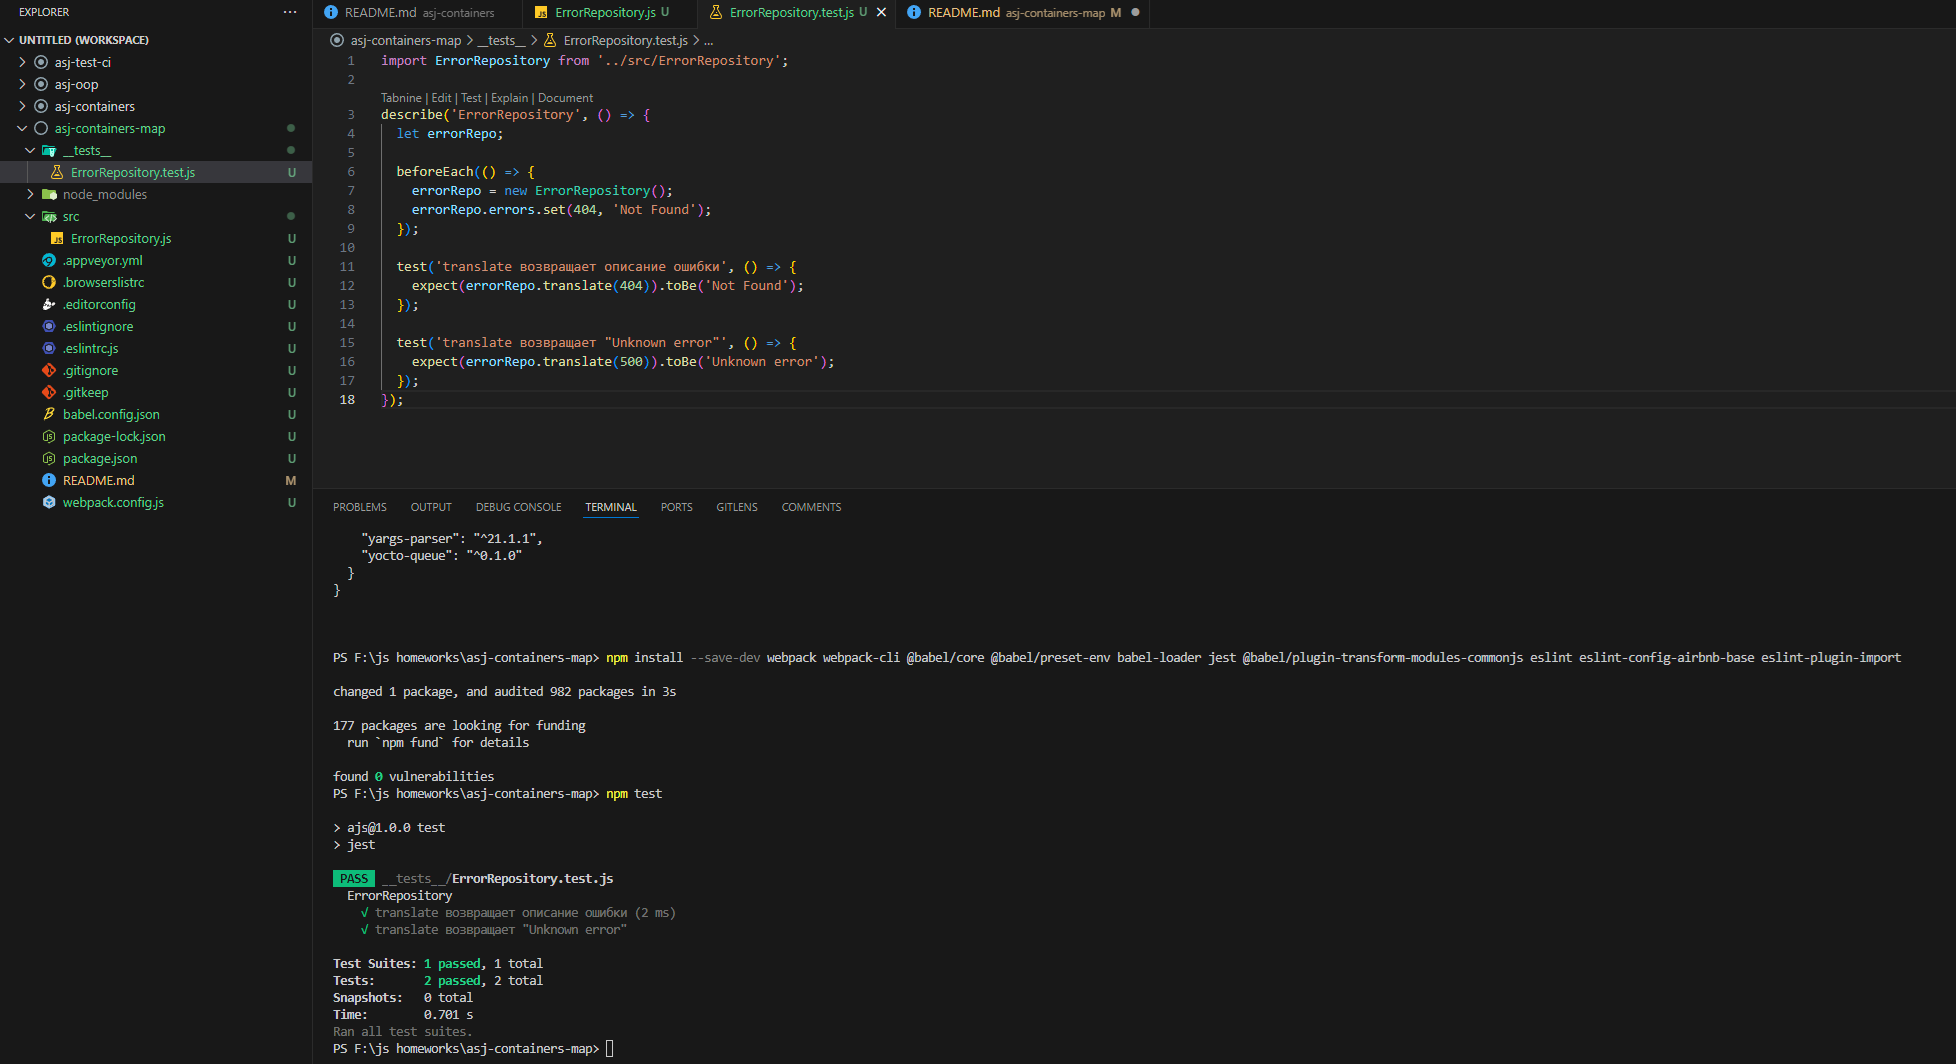 EXPLORER
UNTITLED (WORKSPACE)
asj-test-ci
asj-oop
asj-containers
asj-containers-map
__tests__
ErrorRepository.test.js U
node_modules
src
ErrorRepository.js U
.appveyor.yml U
.browserslistrc U
.editorconfig U
.eslintignore U
.eslintrc.js U
.gitignore U
.gitkeep U
babel.config.json U
package-lock.json U
package.json U
README.md M
webpack.config.js U
README.md asj-containers
ErrorRepository.js U
ErrorRepository.test.js U
README.md asj-containers-map M
asj-containers-map > __tests__ > ErrorRepository.test.js > ...
1 import ErrorRepository from '../src/ErrorRepository';
2
Tabnine | Edit | Test | Explain | Document
3 describe('ErrorRepository', () => {
4 let errorRepo;
5
6 beforeEach(() => {
7 errorRepo = new ErrorRepository();
8 errorRepo.errors.set(404, 'Not Found');
9 });
10
11 test('translate возвращает описание ошибки', () => {
12 expect(errorRepo.translate(404)).toBe('Not Found');
13 });
14
15 test('translate возвращает "Unknown error"', () => {
16 expect(errorRepo.translate(500)).toBe('Unknown error');
17 });
18 });
PROBLEMS OUTPUT DEBUG CONSOLE TERMINAL PORTS GITLENS COMMENTS
"yargs-parser": "^21.1.1",
"yocto-queue": "^0.1.0"
}
}
PS F:\js homeworks\asj-containers-map> npm install --save-dev webpack webpack-cli @babel/core @babel/preset-env babel-loader jest @babel/plugin-transform-modules-commonjs eslint eslint-config-airbnb-base eslint-plugin-import
changed 1 package, and audited 982 packages in 3s
177 packages are looking for funding
run `npm fund` for details
found 0 vulnerabilities
PS F:\js homeworks\asj-containers-map> npm test
> ajs@1.0.0 test
> jest
PASS __tests__/ErrorRepository.test.js
ErrorRepository
√ translate возвращает описание ошибки (2 ms)
√ translate возвращает "Unknown error"
Test Suites: 1 passed, 1 total
Tests: 2 passed, 2 total
Snapshots: 0 total
Time: 0.701 s
Ran all test suites.
PS F:\js homeworks\asj-containers-map>